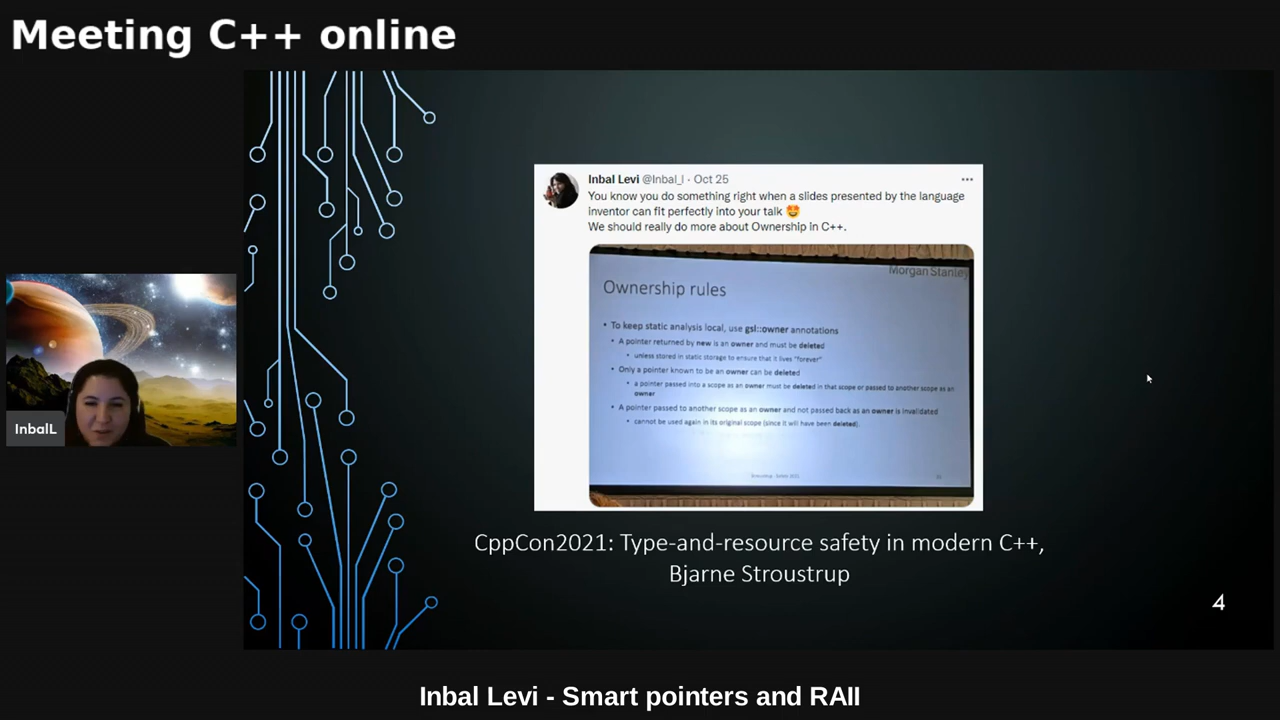 Meeting C++ online
Inbal Levi @Inbal_l · Oct 25
You know you do something right when a slides presented by the language
inventor can fit perfectly into your talk 🤩
We should really do more about Ownership in C++.
Morgan Stanley
Ownership rules
• To keep static analysis local, use gsl::owner annotations
• A pointer returned by new is an owner and must be deleted
• unless stored in static storage to ensure that it lives "forever"
• Only a pointer known to be an owner can be deleted
• a pointer passed into a scope as an owner must be deleted in that scope or passed to another scope as an
owner
• A pointer passed to another scope as an owner and not passed back as an owner is invalidated
• cannot be used again in its original scope (since it will have been deleted)
InbalL
CppCon2021: Type-and-resource safety in modern C++,
Bjarne Stroustrup
4
Inbal Levi - Smart pointers and RAII